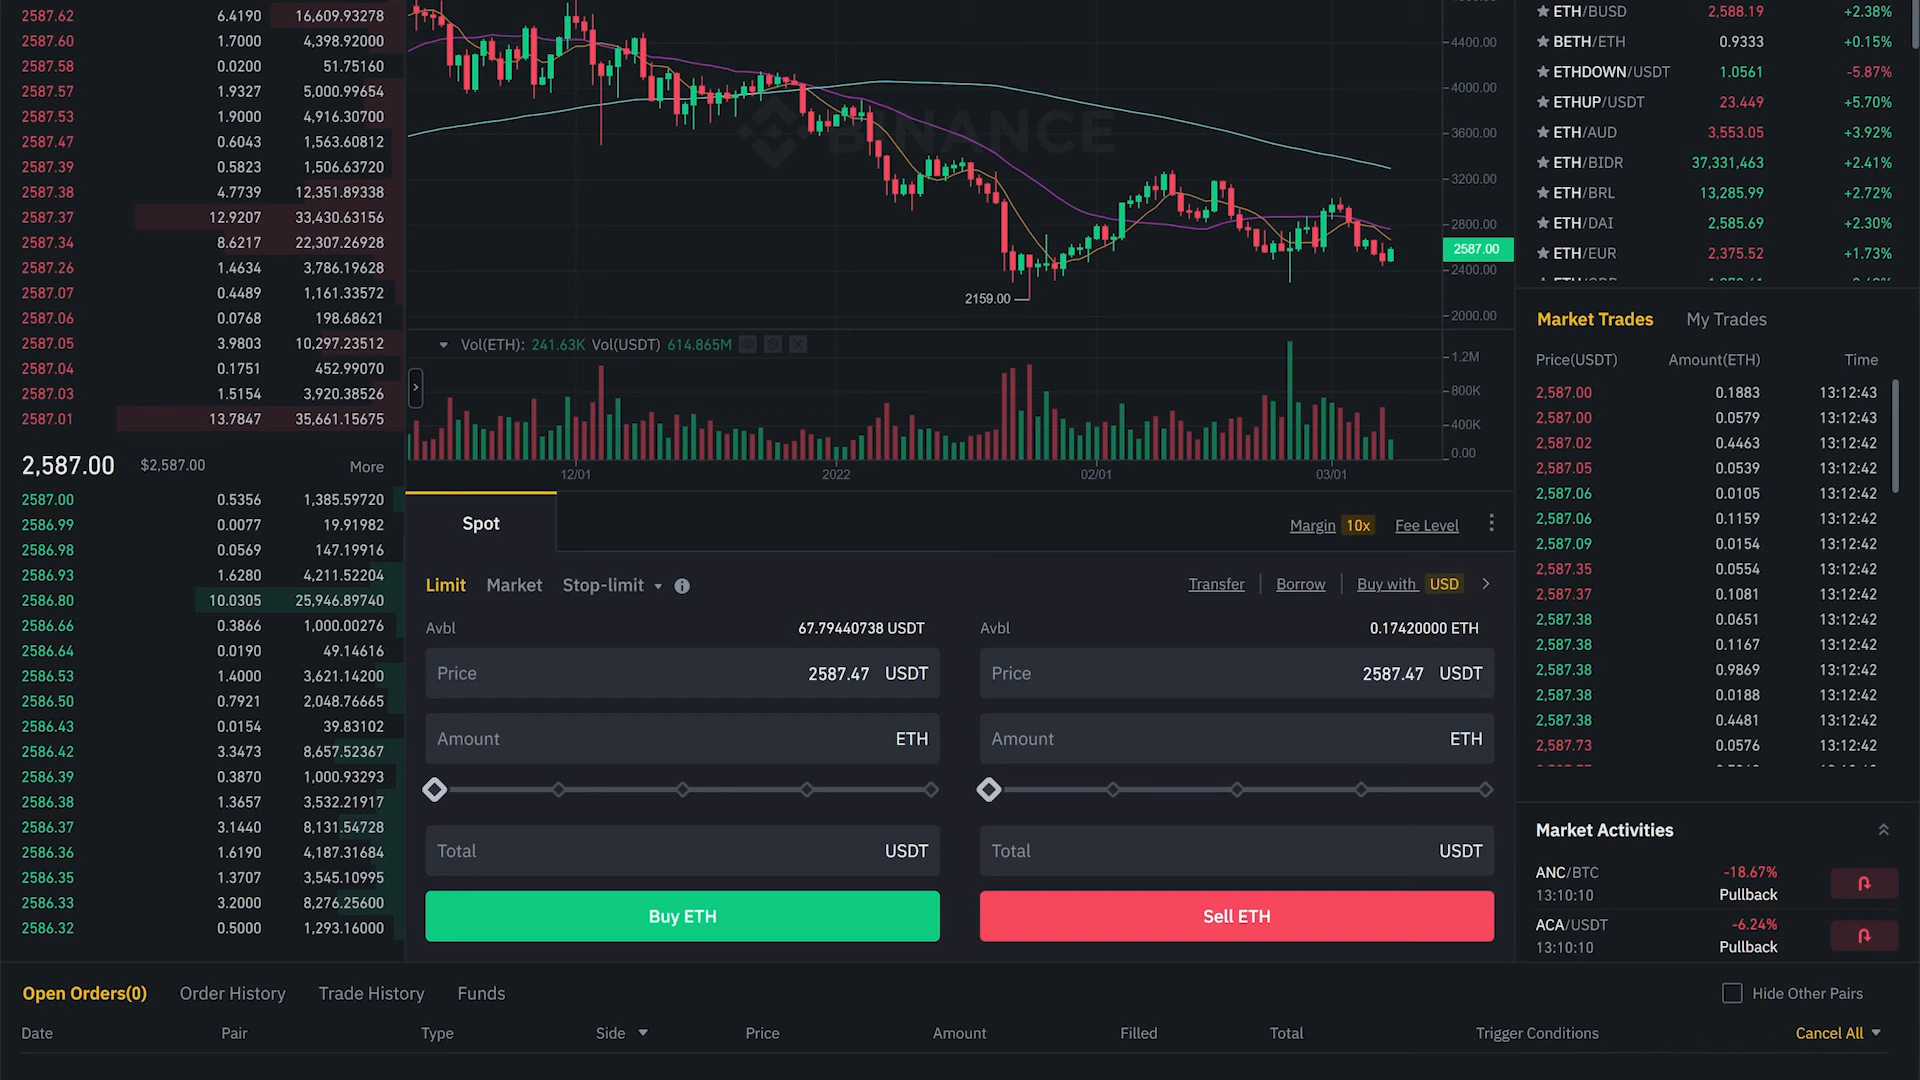 2587.62 6.4190 16,609.93278
2587.60 1.7000 4,398.92000
2587.58 0.0200 51.75160
2587.57 1.9327 5,000.99654
2587.53 1.9000 4,916.30700
2587.47 0.6043 1,563.60812
2587.39 0.5823 1,506.63720
2587.38 4.7739 12,351.89338
2587.37 12.9207 33,430.63156
2587.34 8.6217 22,307.26928
2587.26 1.4634 3,786.19628
2587.07 0.4489 1,161.33572
2587.06 0.0768 198.68621
2587.05 3.9803 10,297.23512
2587.04 0.1751 452.99070
2587.03 1.5154 3,920.38526
2587.01 13.7847 35,661.15675
2,587.00 $2,587.00 More
2587.00 0.5356 1,385.59720
2586.99 0.0077 19.91982
2586.98 0.0569 147.19916
2586.93 1.6280 4,211.52204
2586.80 10.0305 25,946.89740
2586.66 0.3866 1,000.00276
2586.64 0.0190 49.14616
2586.53 1.4000 3,621.14200
2586.50 0.7921 2,048.76665
2586.43 0.0154 39.83102
2586.42 3.3473 8,657.52367
2586.39 0.3870 1,000.93293
2586.38 1.3657 3,532.21917
2586.37 3.1440 8,131.54728
2586.36 1.6190 4,187.31684
2586.35 1.3707 3,545.10995
2586.33 3.2000 8,276.25600
2586.32 0.5000 1,293.16000
BINANCE
4400.00
4000.00
3600.00
3200.00
2800.00
2587.00
2400.00
2159.00
2000.00
Vol(ETH): 241.63K Vol(USDT) 614.865M
1.2M
800K
400K
0.00
12/01 2022 02/01 03/01
Spot
Margin 10x Fee Level
Limit Market Stop-limit
Transfer Borrow Buy with USD
Avbl 67.79440738 USDT
Price 2587.47 USDT
Amount ETH
Total USDT
Buy ETH
Avbl 0.17420000 ETH
Price 2587.47 USDT
Amount ETH
Total USDT
Sell ETH
ETH/BUSD 2,588.19 +2.38%
BETH/ETH 0.9333 +0.15%
ETHDOWN/USDT 1.0561 -5.87%
ETHUP/USDT 23.449 +5.70%
ETH/AUD 3,553.05 +3.92%
ETH/BIDR 37,331,463 +2.41%
ETH/BRL 13,285.99 +2.72%
ETH/DAI 2,585.69 +2.30%
ETH/EUR 2,375.52 +1.73%
Market Trades My Trades
Price(USDT) Amount(ETH) Time
2,587.00 0.1883 13:12:43
2,587.00 0.0579 13:12:43
2,587.02 0.4463 13:12:42
2,587.05 0.0539 13:12:42
2,587.06 0.0105 13:12:42
2,587.06 0.1159 13:12:42
2,587.09 0.0154 13:12:42
2,587.35 0.0554 13:12:42
2,587.37 0.1081 13:12:42
2,587.38 0.0651 13:12:42
2,587.38 0.1167 13:12:42
2,587.38 0.9869 13:12:42
2,587.38 0.0188 13:12:42
2,587.38 0.4481 13:12:42
2,587.73 0.0576 13:12:42
Market Activities
ANC/BTC -18.67%
13:10:10 Pullback
ACA/USDT -6.24%
13:10:10 Pullback
Open Orders(0) Order History Trade History Funds Hide Other Pairs
Date Pair Type Side Price Amount Filled Total Trigger Conditions Cancel All